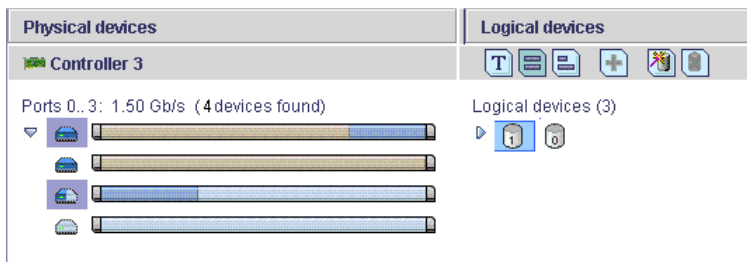 Physical devices
Logical devices
Controller 3
T
Ports 0.. 3: 1.50 Gb/s (4 devices found)
Logical devices (3)
1
0